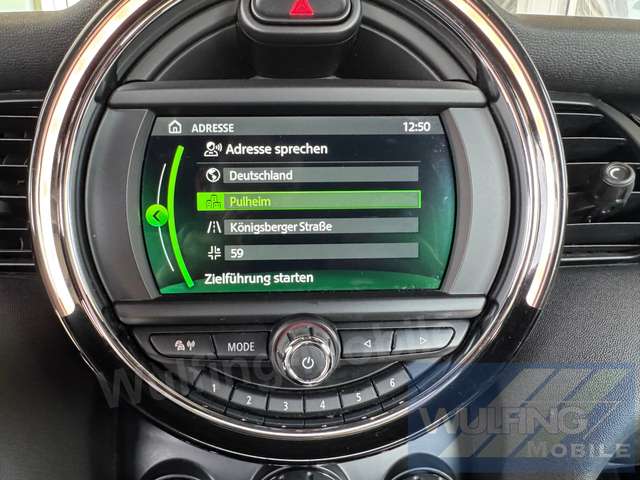 ADRESSE 12:50
Adresse sprechen
Deutschland
Pulheim
Königsberger Straße
59
Zielführung starten
MODE
1 2 3 4 5 6
WULFING
MOBILE